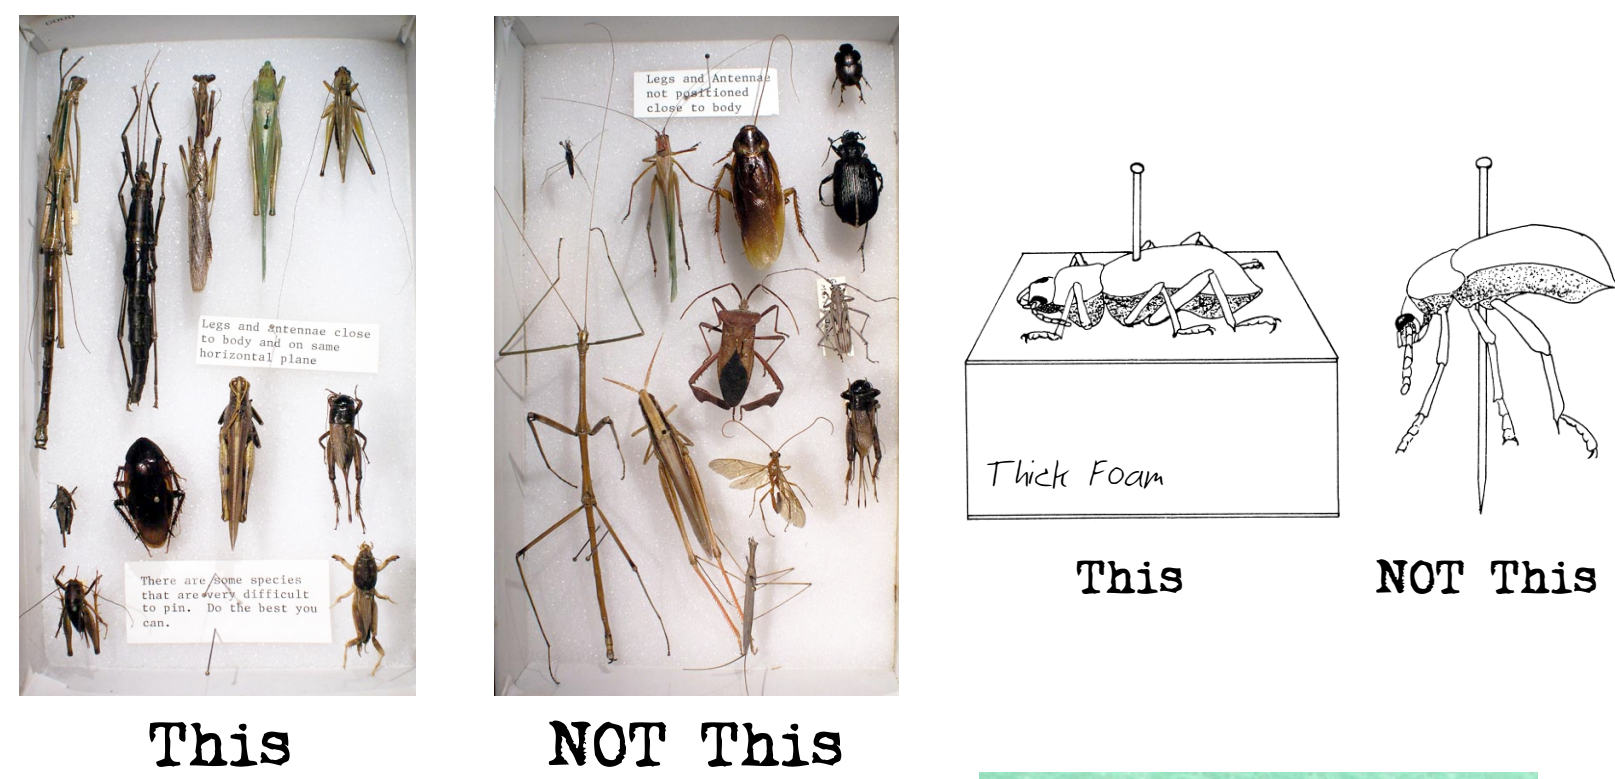 Legs and antennae close
to body and on same
horizontal plane
There are some species
that are very difficult
to pin. Do the best you
can.
This
Legs and Antennae
not positioned
close to body
NOT This
Thick Foam
This
NOT This